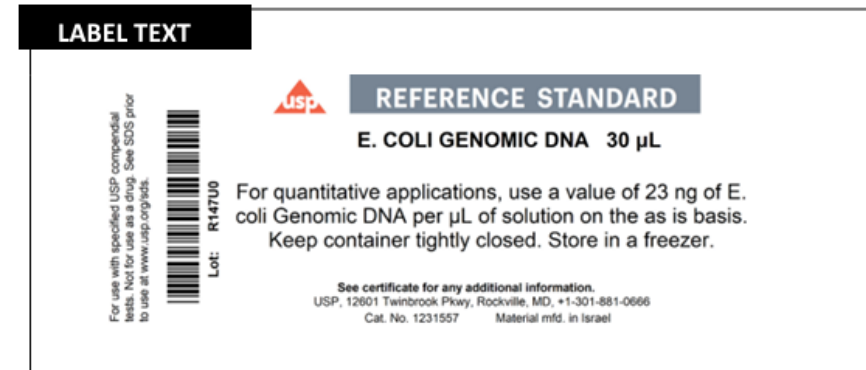 LABEL TEXT
For use with specified USP compendial
tests. Not for use as a drug. See SDS prior
to use at www.usp.org/sds.
Lot: R147U0
usp
REFERENCE STANDARD
E. COLI GENOMIC DNA 30 µL
For quantitative applications, use a value of 23 ng of E.
coli Genomic DNA per µL of solution on the as is basis.
Keep container tightly closed. Store in a freezer.
See certificate for any additional information.
USP, 12601 Twinbrook Pkwy, Rockville, MD, +1-301-881-0666
Cat. No. 1231557 Material mfd. in Israel